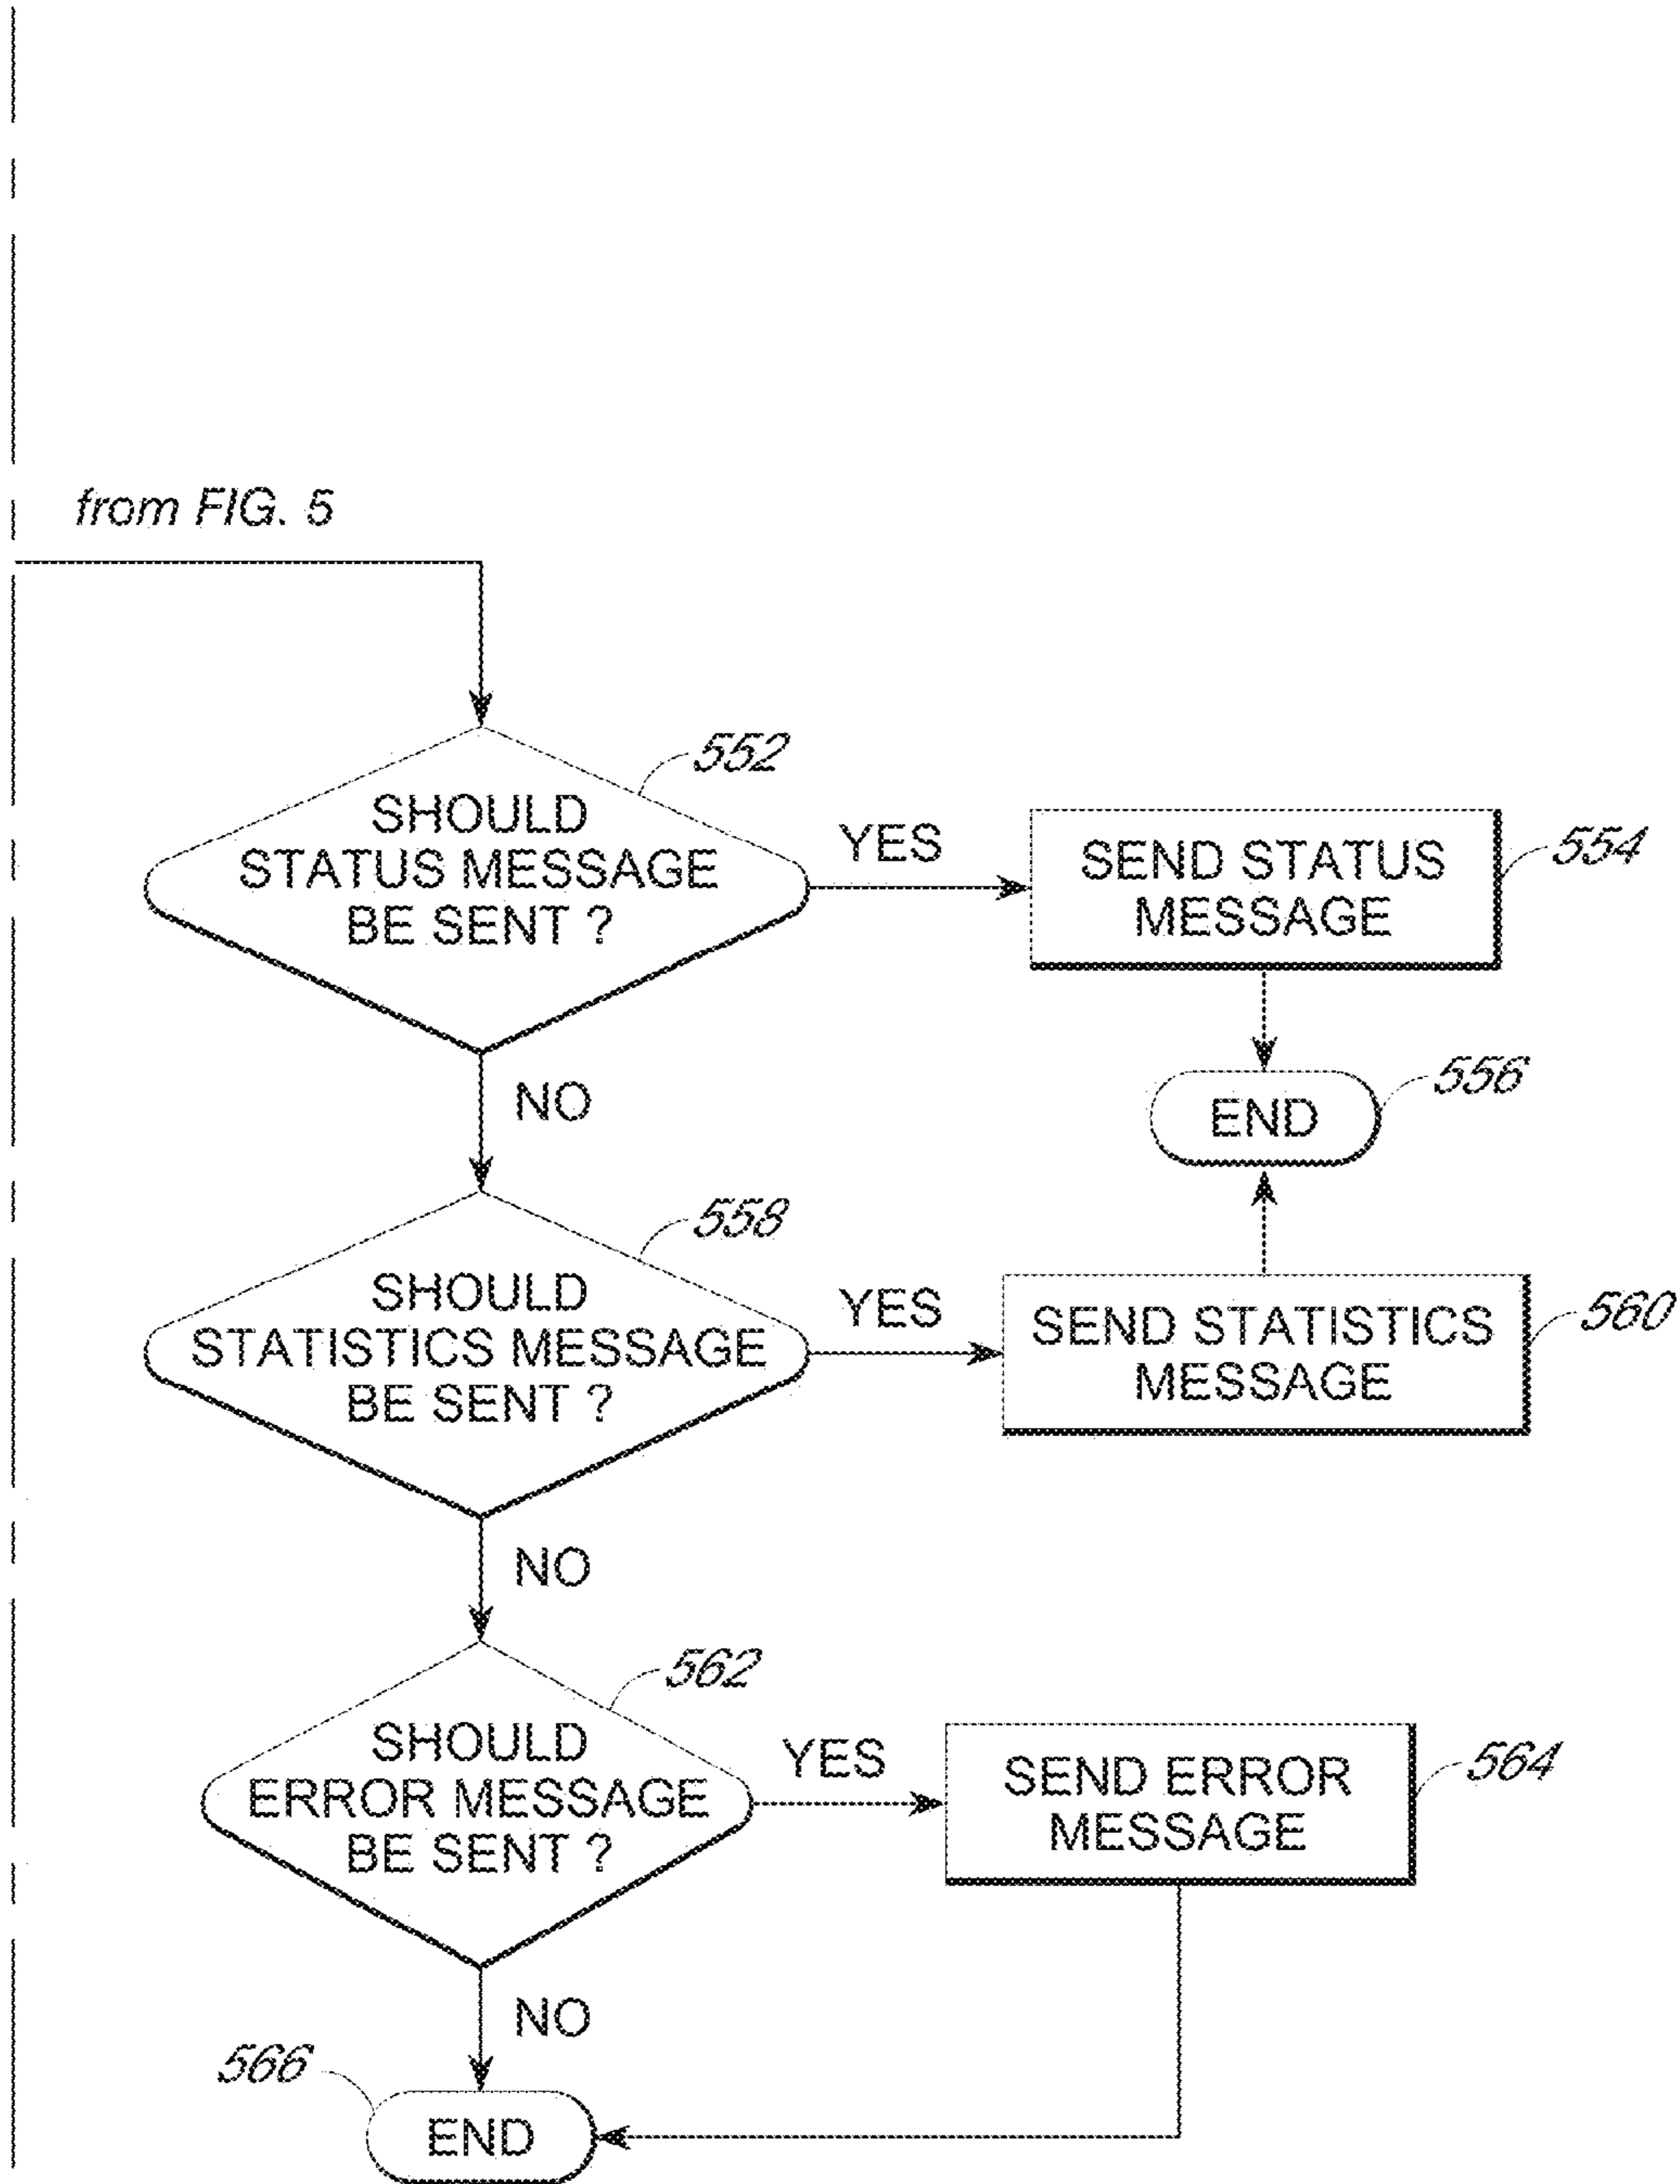 from FIG. 5
552
SHOULD
STATUS MESSAGE
BE SENT ?
YES
SEND STATUS
MESSAGE
554
NO
END
556
558
SHOULD
STATISTICS MESSAGE
BE SENT ?
YES
SEND STATISTICS
MESSAGE
560
NO
562
SHOULD
ERROR MESSAGE
BE SENT ?
YES
SEND ERROR
MESSAGE
564
NO
566
END